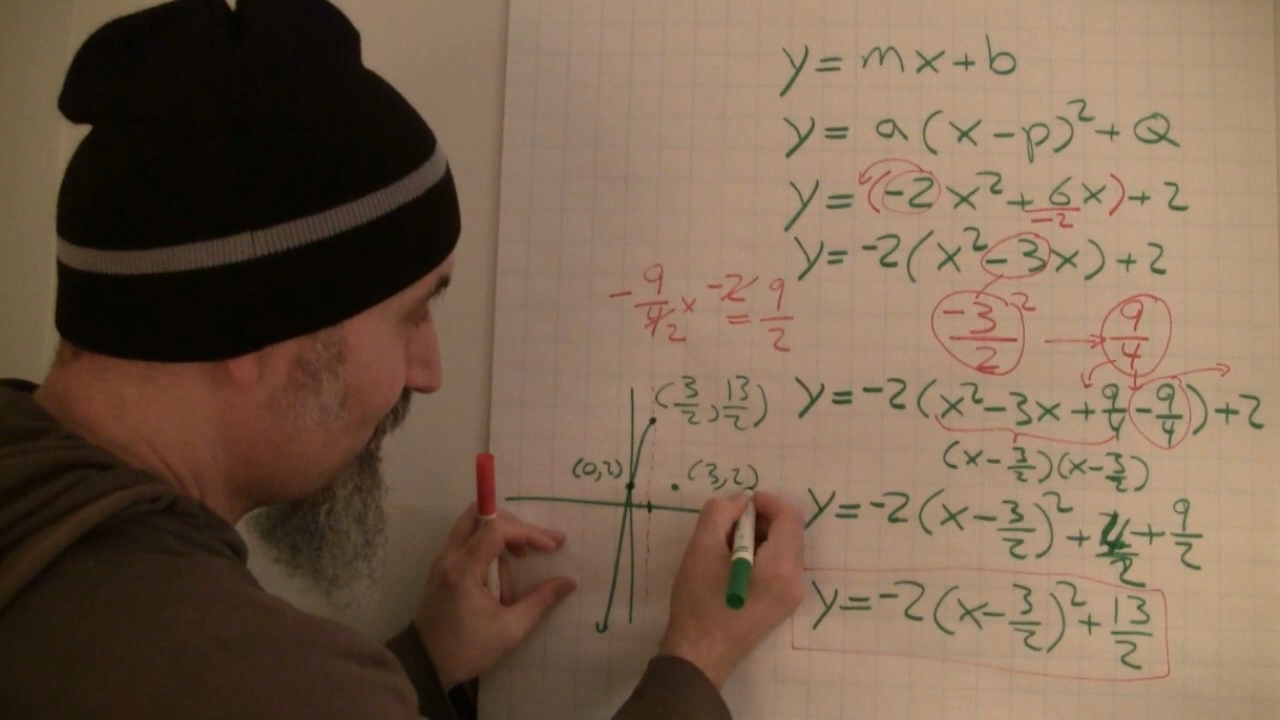 y = mx + b
y = a(x - p)² + Q
y = (-2x² + 6x) + 2
-2
y = -2(x² - 3x) + 2
-9/4 2 × -2 = 9/2
-3/2 ² → 9/4
y = -2(x² - 3x + 9/4 - 9/4) + 2
(x - 3/2)(x - 3/2)
y = -2(x - 3/2)² + 4/2 + 9/2
y = -2(x - 3/2)² + 13/2
(3/2, 13/2)
(0,2)
(3,2)